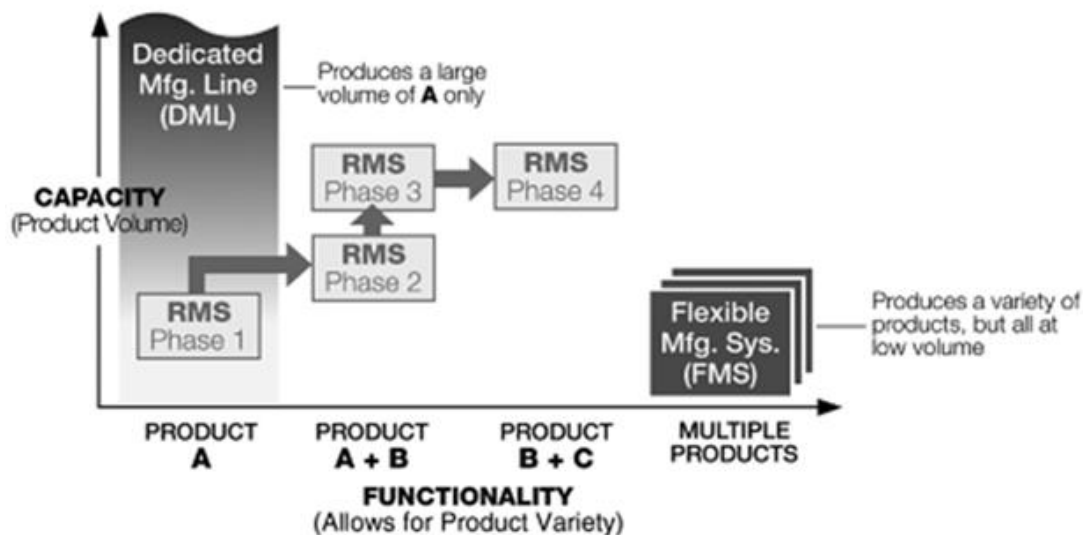 Dedicated
Mfg. Line
(DML)
Produces a large
volume of A only
RMS
Phase 3
RMS
Phase 4
CAPACITY
(Product Volume)
RMS
Phase 2
RMS
Phase 1
Flexible
Mfg. Sys.
(FMS)
Produces a variety of
products, but all at
low volume
PRODUCT
A
PRODUCT
A + B
PRODUCT
B + C
MULTIPLE
PRODUCTS
FUNCTIONALITY
(Allows for Product Variety)